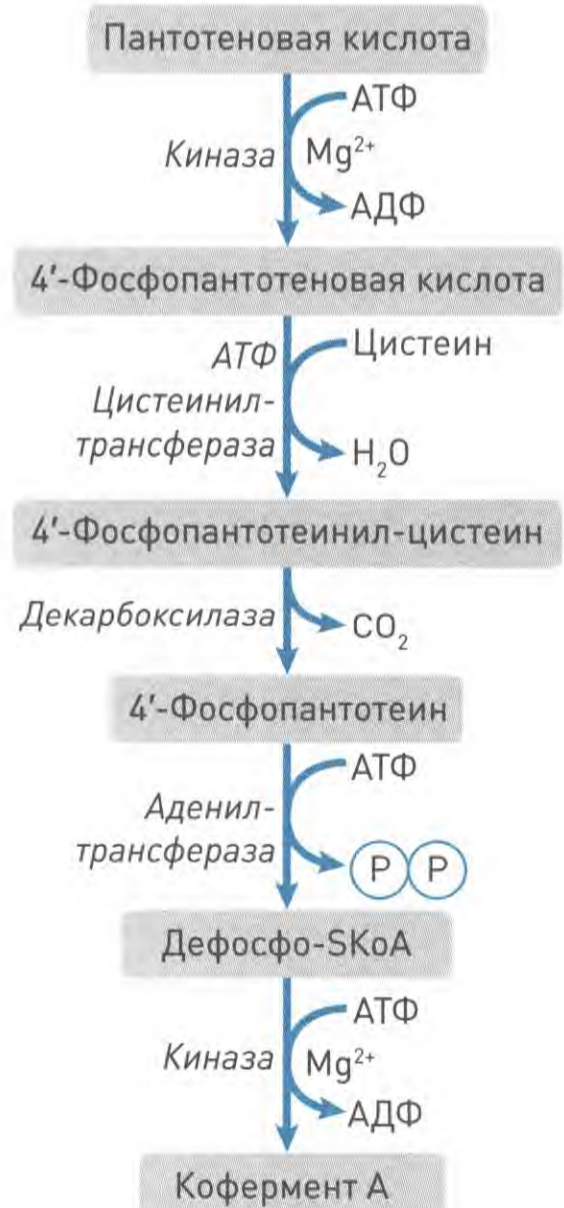 Пантотеновая кислота
АТФ
Киназа
Mg²⁺
АДФ
4'-Фосфопантотеновая кислота
АТФ
Цистеин
Цистеинил-
трансфераза
H₂O
4'-Фосфопантотеинил-цистеин
Декарбоксилаза
CO₂
4'-Фосфопантотеин
АТФ
Аденил-
трансфераза
P P
Дефосфо-SKoA
АТФ
Киназа
Mg²⁺
АДФ
Кофермент А